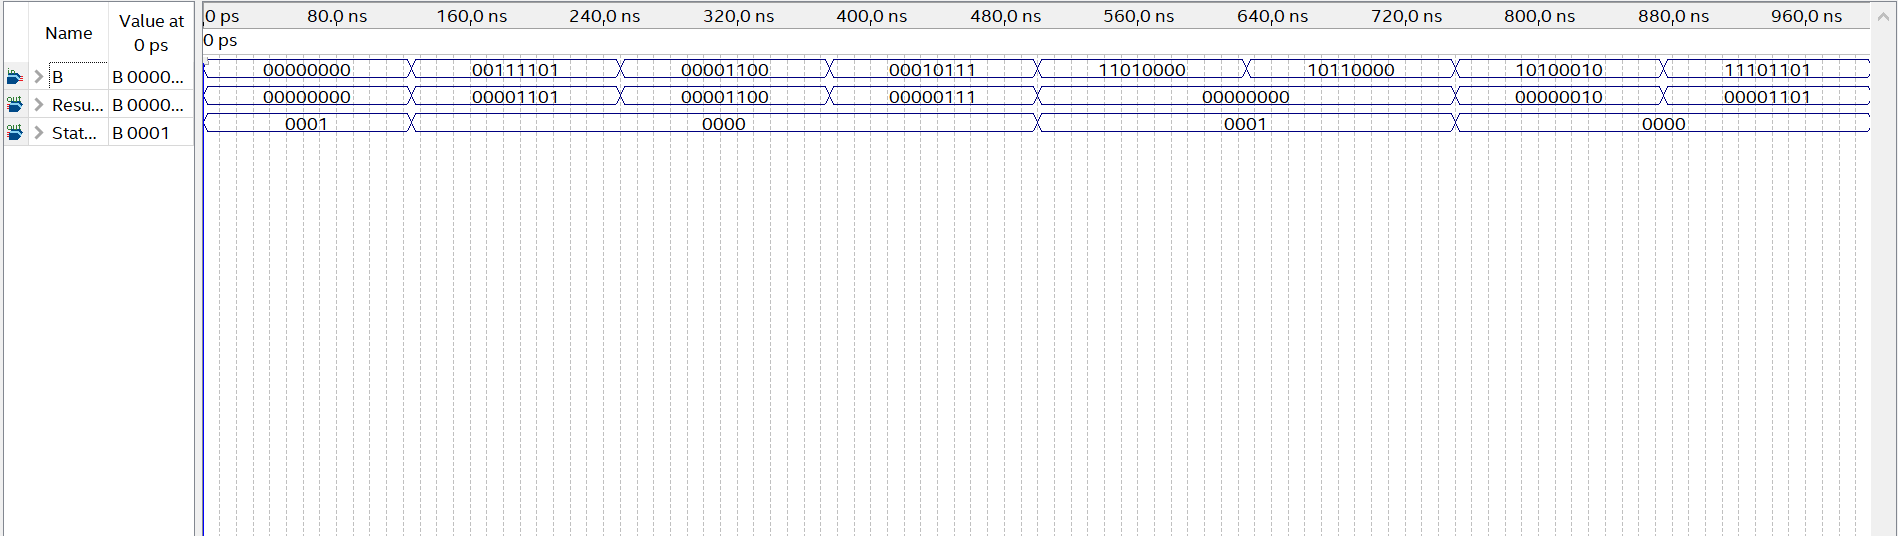 Name
Value at
0 ps
0 ps 80.0 ns 160,0 ns 240,0 ns 320,0 ns 400,0 ns 480,0 ns 560,0 ns 640,0 ns 720,0 ns 800,0 ns 880,0 ns 960,0 ns
0 ps
B B 0000... 00000000 00111101 00001100 00010111 11010000 10110000 10100010 11101101
Resu... B 0000... 00000000 00001101 00001100 00000111 00000000 00000010 00001101
Stat... B 0001 0001 0000 0001 0000